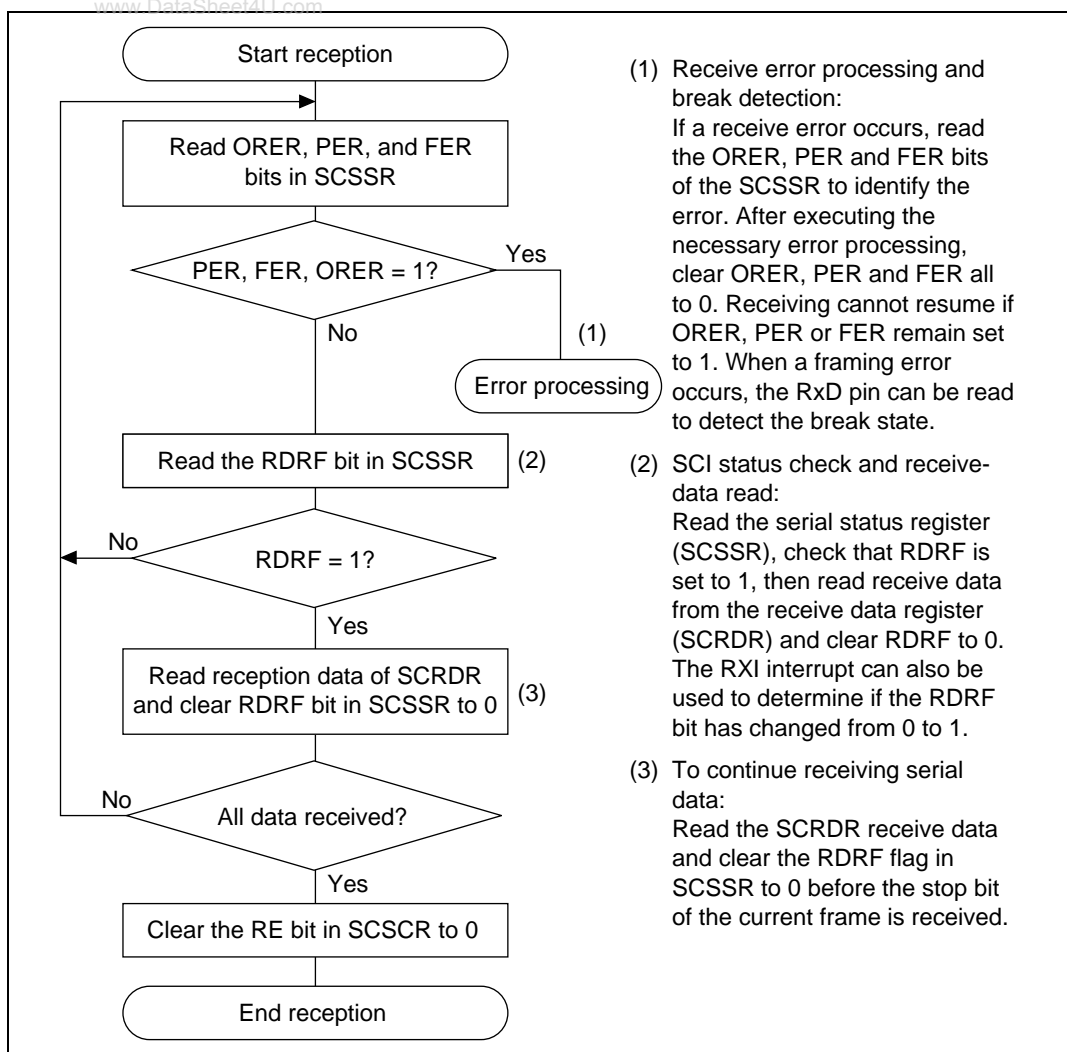 www.DataSheet4U.com
Start reception
Read ORER, PER, and FER
bits in SCSSR
PER, FER, ORER = 1?
Yes
No
(1)
Error processing
Read the RDRF bit in SCSSR
(2)
No
RDRF = 1?
Yes
Read reception data of SCRDR
and clear RDRF bit in SCSSR to 0
(3)
No
All data received?
Yes
Clear the RE bit in SCSCR to 0
End reception
(1) Receive error processing and
break detection:
If a receive error occurs, read
the ORER, PER and FER bits
of the SCSSR to identify the
error. After executing the
necessary error processing,
clear ORER, PER and FER all
to 0. Receiving cannot resume if
ORER, PER or FER remain set
to 1. When a framing error
occurs, the RxD pin can be read
to detect the break state.
(2) SCI status check and receive-
data read:
Read the serial status register
(SCSSR), check that RDRF is
set to 1, then read receive data
from the receive data register
(SCRDR) and clear RDRF to 0.
The RXI interrupt can also be
used to determine if the RDRF
bit has changed from 0 to 1.
(3) To continue receiving serial
data:
Read the SCRDR receive data
and clear the RDRF flag in
SCSSR to 0 before the stop bit
of the current frame is received.